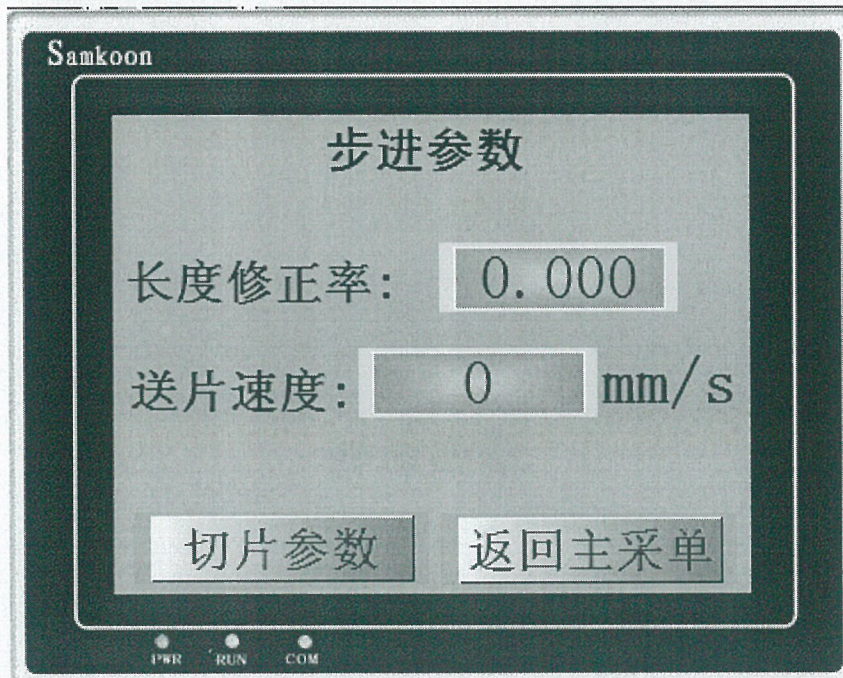 Samkoon
步进参数
长度修正率: 0.000
送片速度: 0 mm/s
切片参数 返回主采单
PWR RUN COM